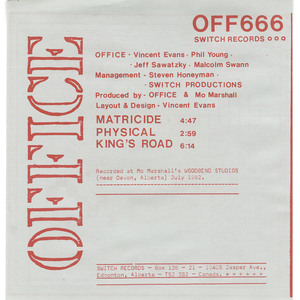 OFF666
SWITCH RECORDS
OFFICE
OFFICE - Vincent Evans · Phil Young ·
· Jeff Sawatzky · Malcolm Swann
Management - Steven Honeyman ·
· SWITCH PRODUCTIONS
Produced by - OFFICE & Mo Marshall
Layout & Design - Vincent Evans
MATRICIDE 4:47
PHYSICAL 2:59
KING'S ROAD 6:14
Recorded at Mo Marshall's WOODBEND STUDIOS
(near Devon, Alberta) July 1982.
SWITCH RECORDS - Box 136 - 21 - 10405 Jasper Ave.,
Edmonton, Alberta - T5J 3S2 - Canada.